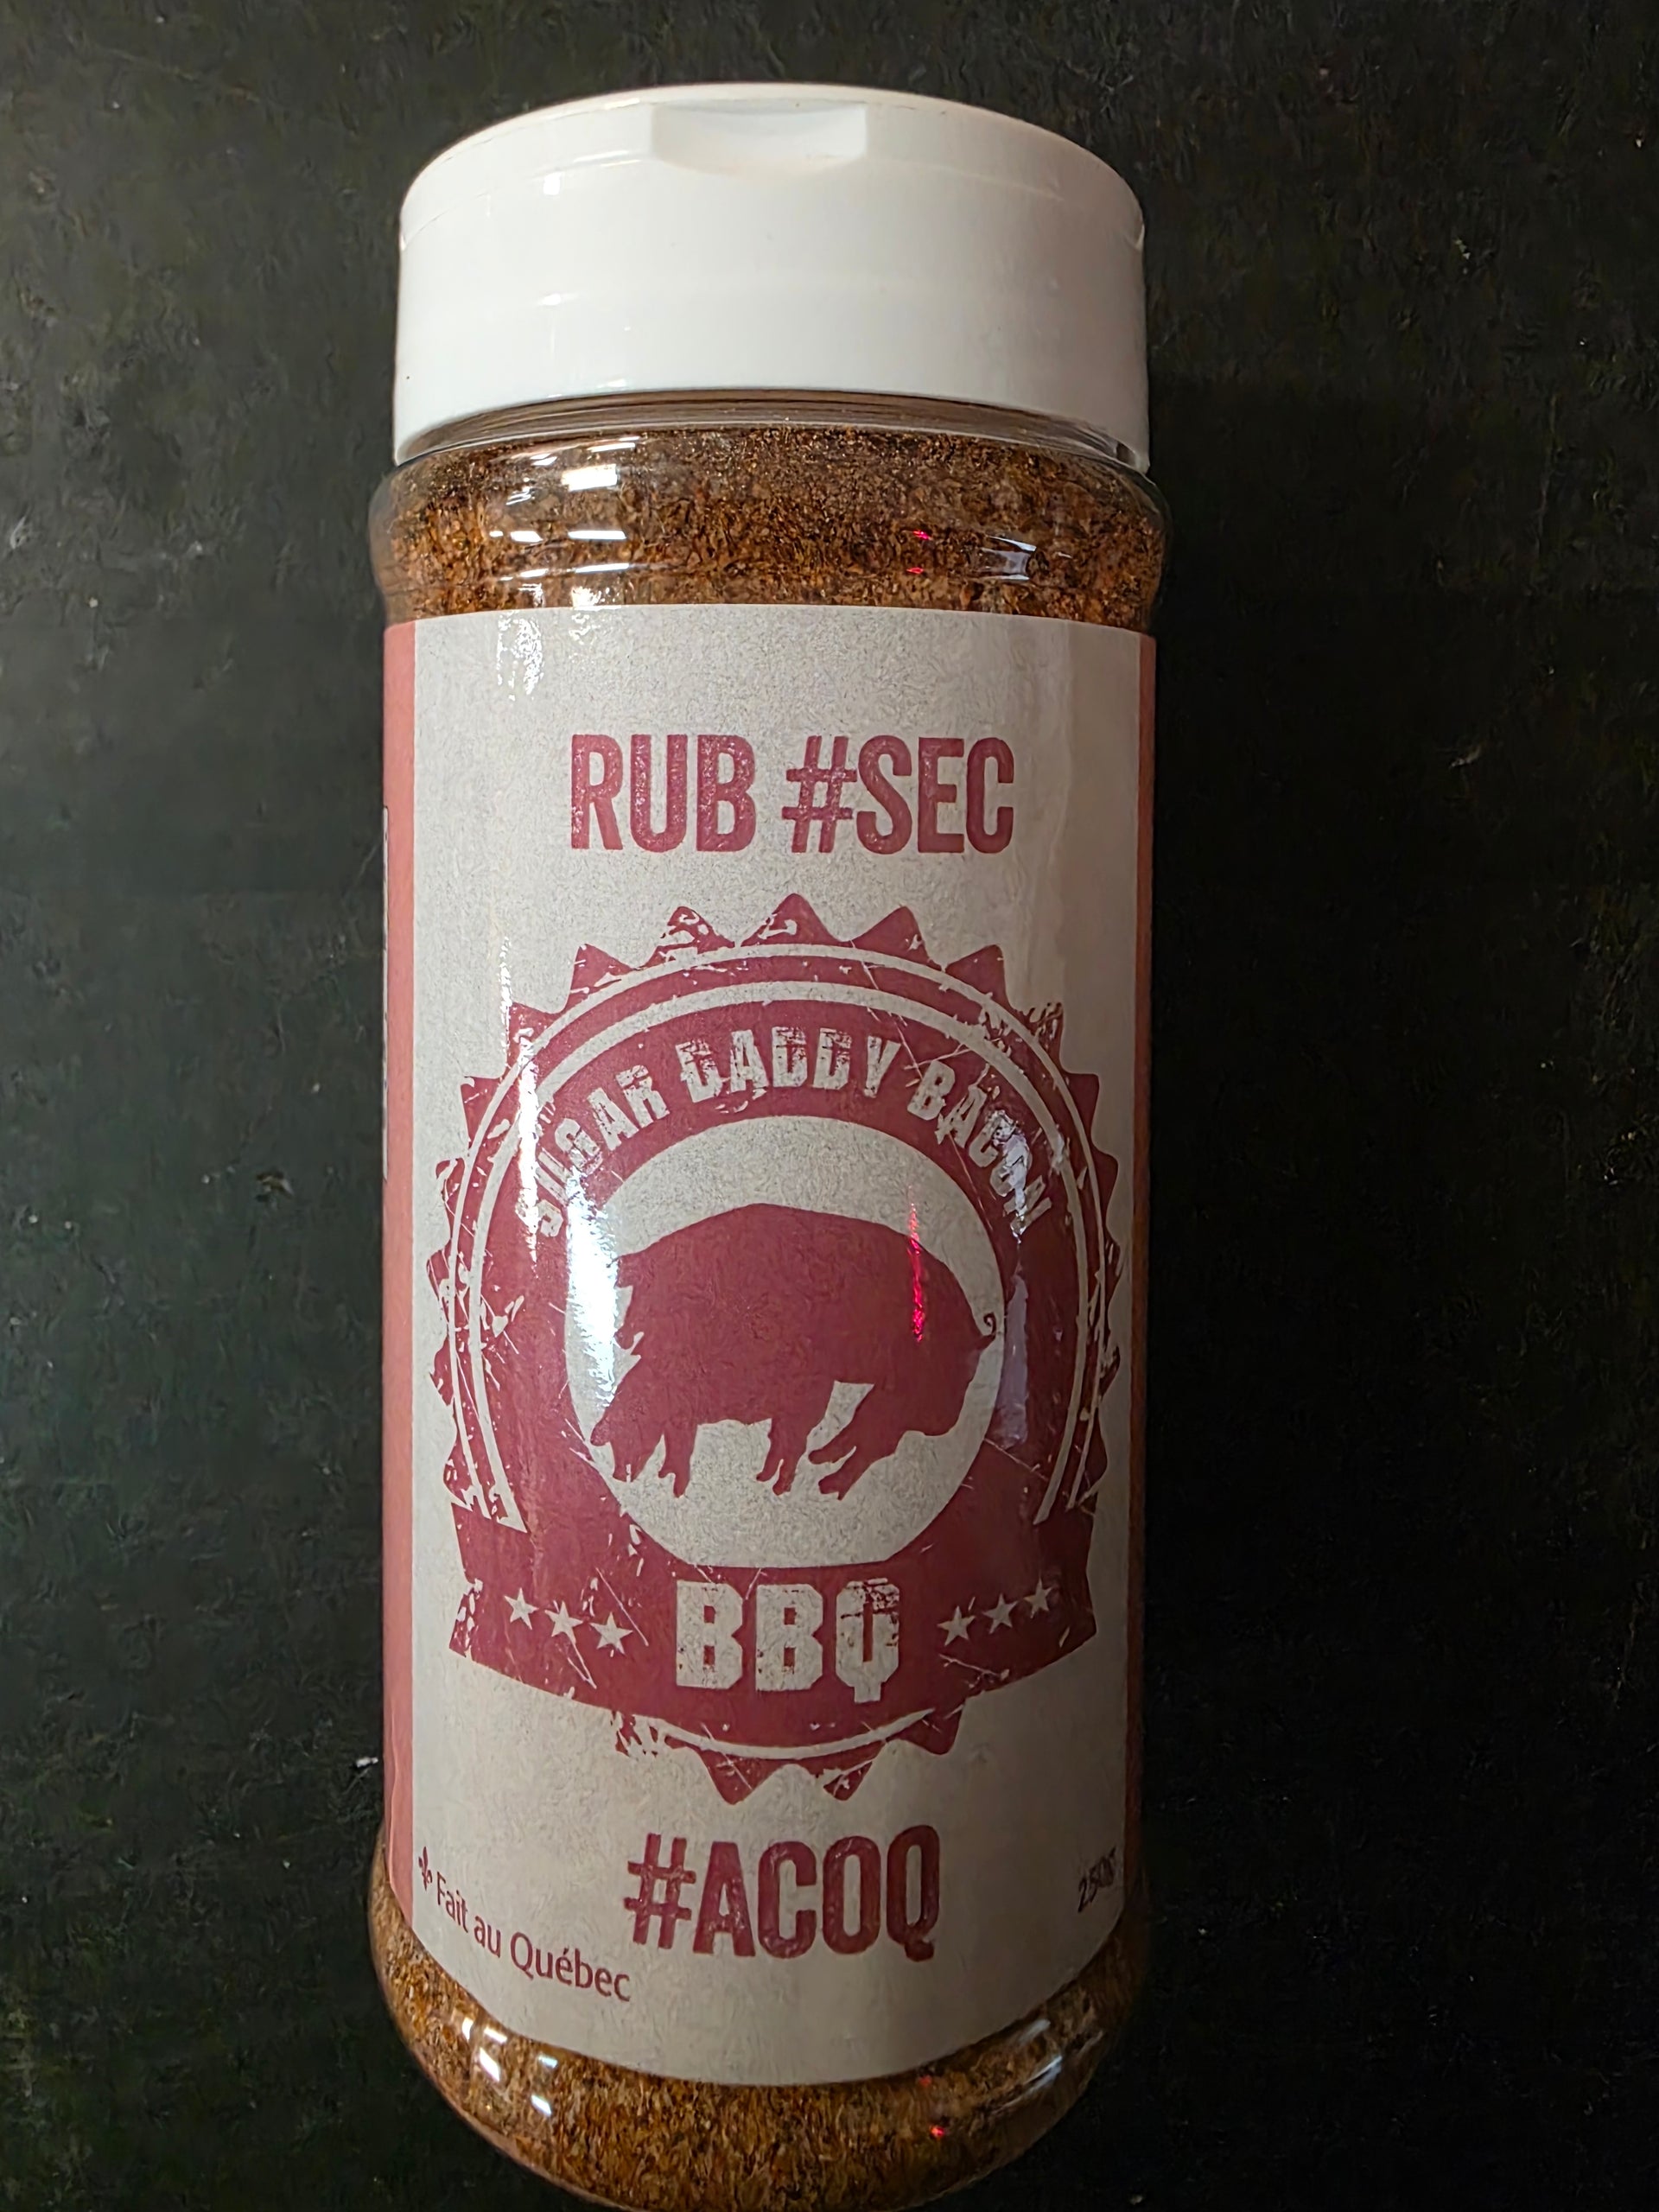 RUB #SEC
SUGAR DADDY BACON
BBQ
#ACOQ
Fait au Québec